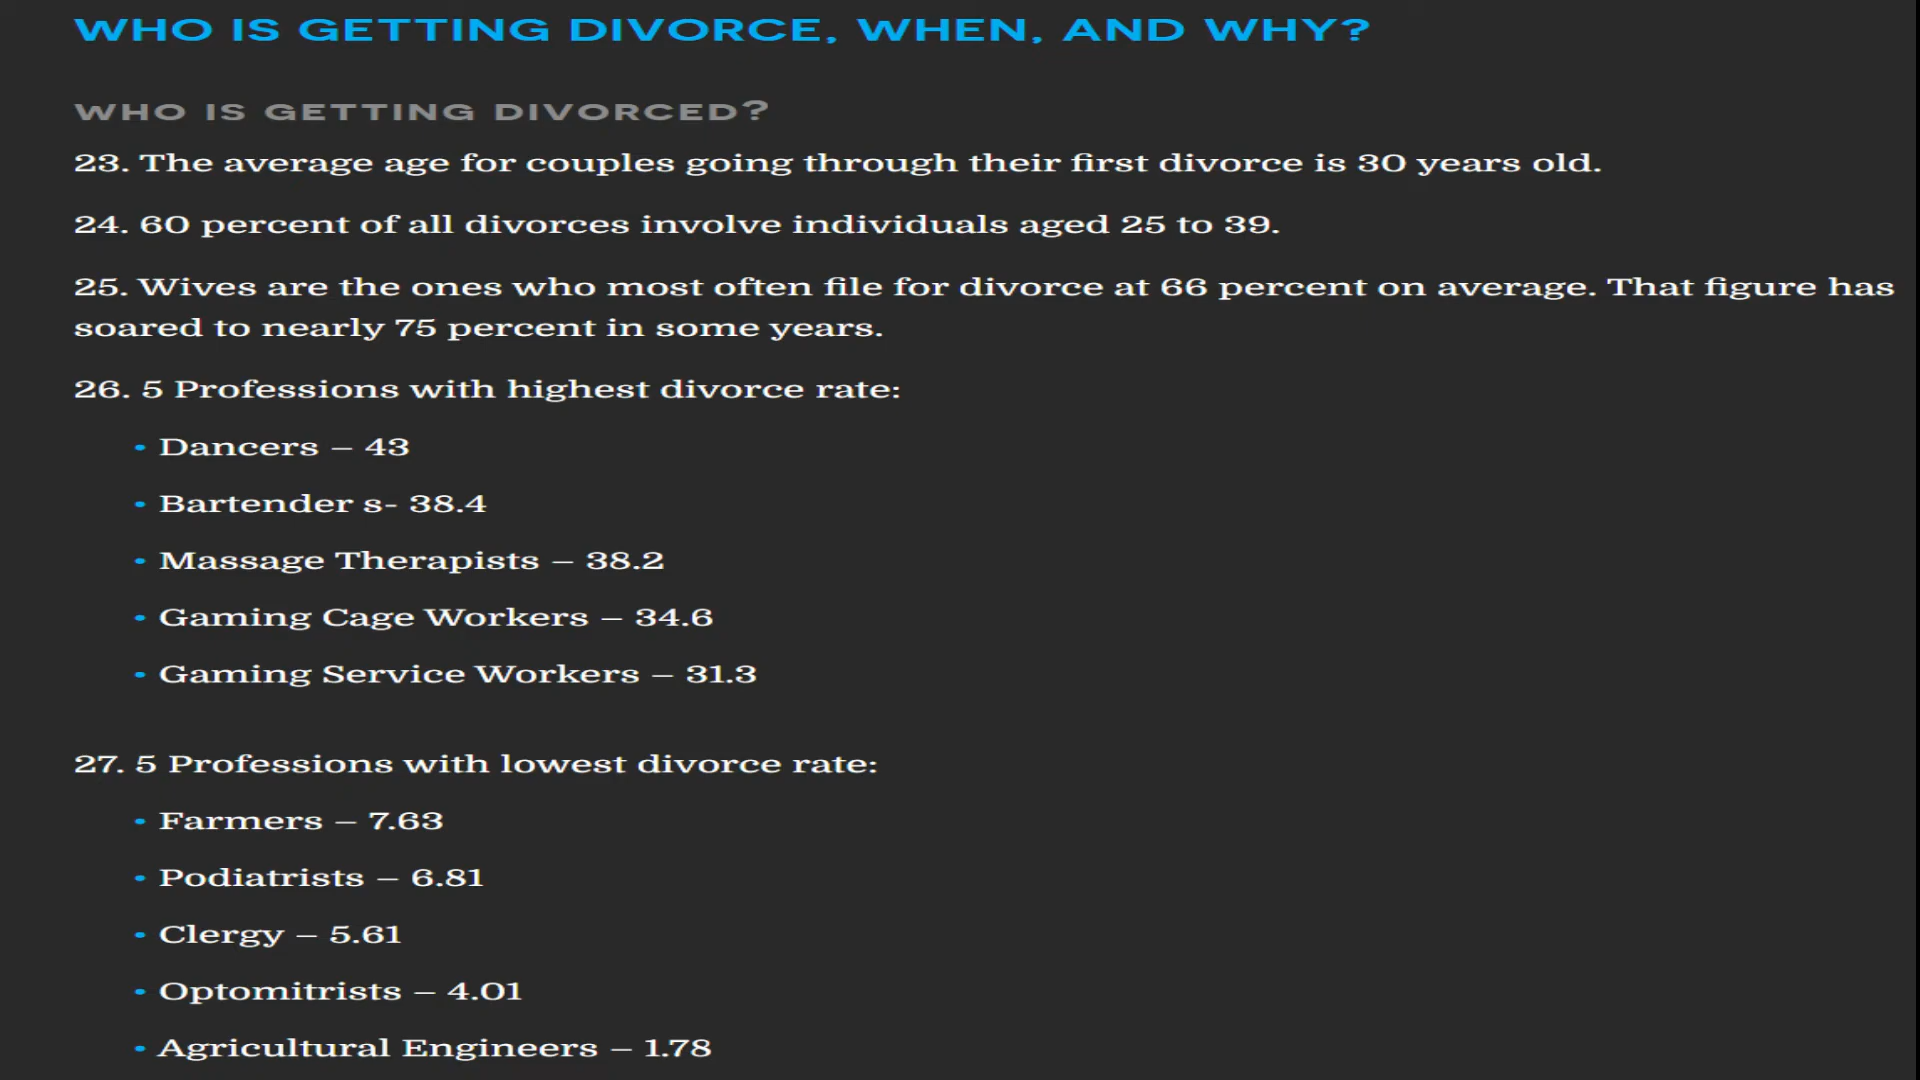 WHO IS GETTING DIVORCE, WHEN, AND WHY?
WHO IS GETTING DIVORCED?
23. The average age for couples going through their first divorce is 30 years old.
24. 60 percent of all divorces involve individuals aged 25 to 39.
25. Wives are the ones who most often file for divorce at 66 percent on average. That figure has
soared to nearly 75 percent in some years.
26. 5 Professions with highest divorce rate:
• Dancers – 43
• Bartender s- 38.4
• Massage Therapists – 38.2
• Gaming Cage Workers – 34.6
• Gaming Service Workers – 31.3
27. 5 Professions with lowest divorce rate:
• Farmers – 7.63
• Podiatrists – 6.81
• Clergy – 5.61
• Optomitrists – 4.01
• Agricultural Engineers – 1.78